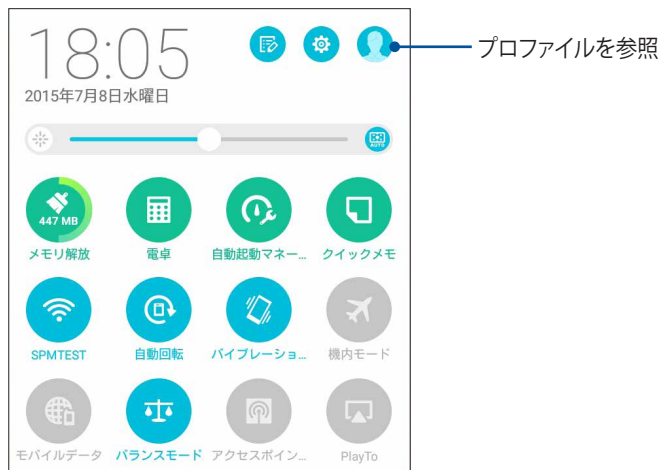 18:05
プロファイルを参照
2015年7月8日水曜日
AUTO
447 MB
メモリ解放
電卓
自動起動マネー...
クイックメモ
SPMTEST
自動回転
バイブレーショ...
機内モード
モバイルデータ
バランスモード
アクセスポイン...
PlayTo